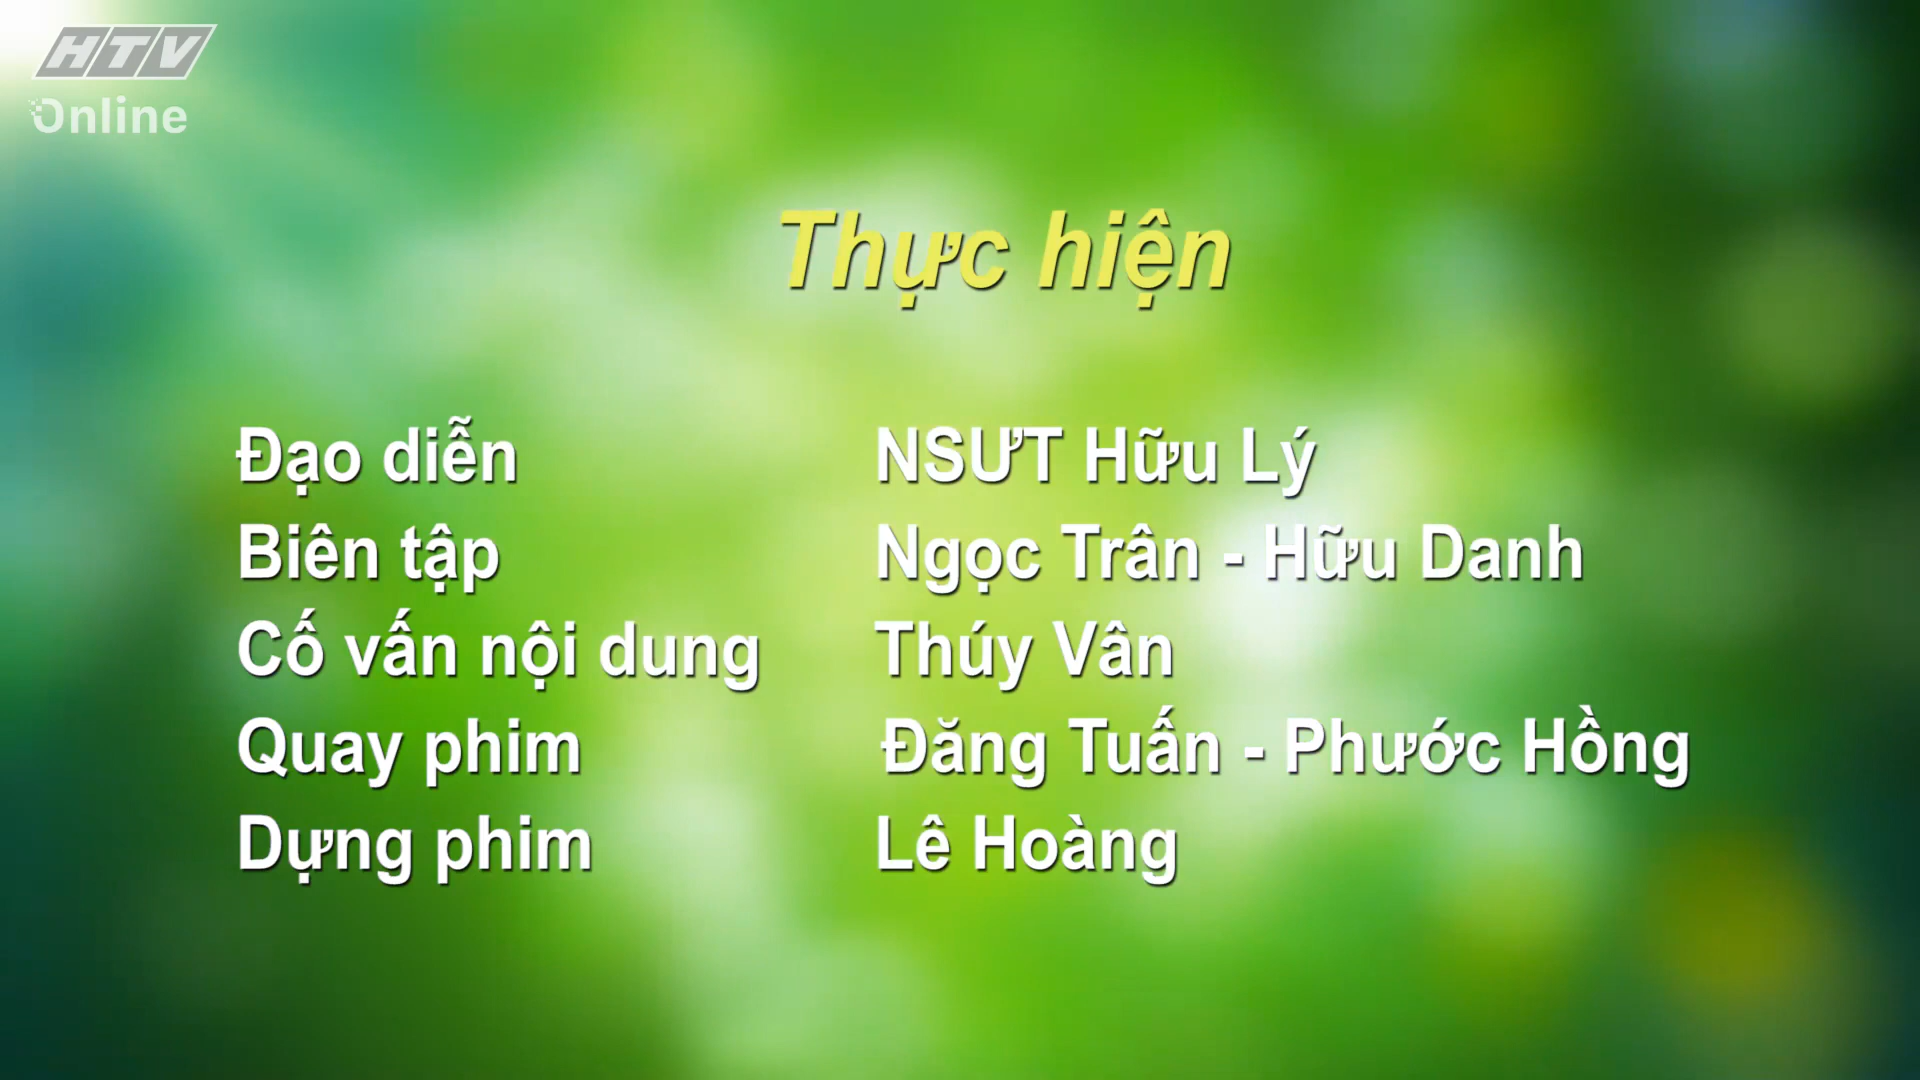 HTV
Online
Thực hiện
Đạo diễn NSƯT Hữu Lý
Biên tập Ngọc Trân - Hữu Danh
Cố vấn nội dung Thúy Vân
Quay phim Đăng Tuấn - Phước Hồng
Dựng phim Lê Hoàng